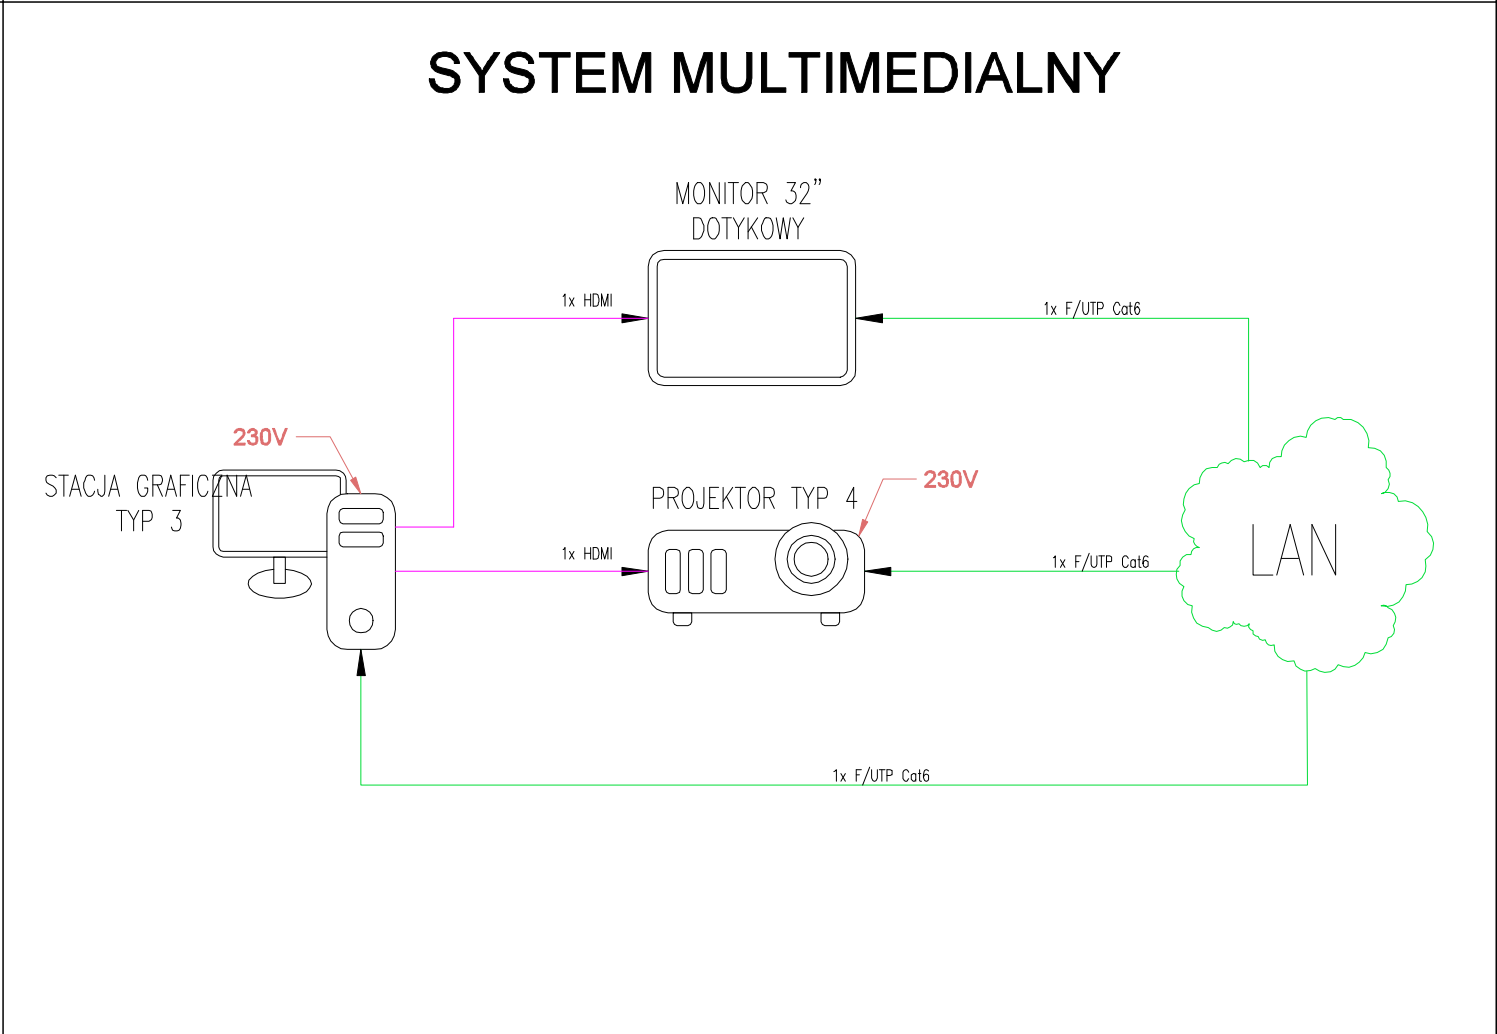 SYSTEM MULTIMEDIALNY
MONITOR 32”
DOTYKOWY
1x HDMI
1x F/UTP Cat6
230V
STACJA GRAFICZNA
TYP 3
PROJEKTOR TYP 4
230V
1x HDMI
1x F/UTP Cat6
LAN
1x F/UTP Cat6